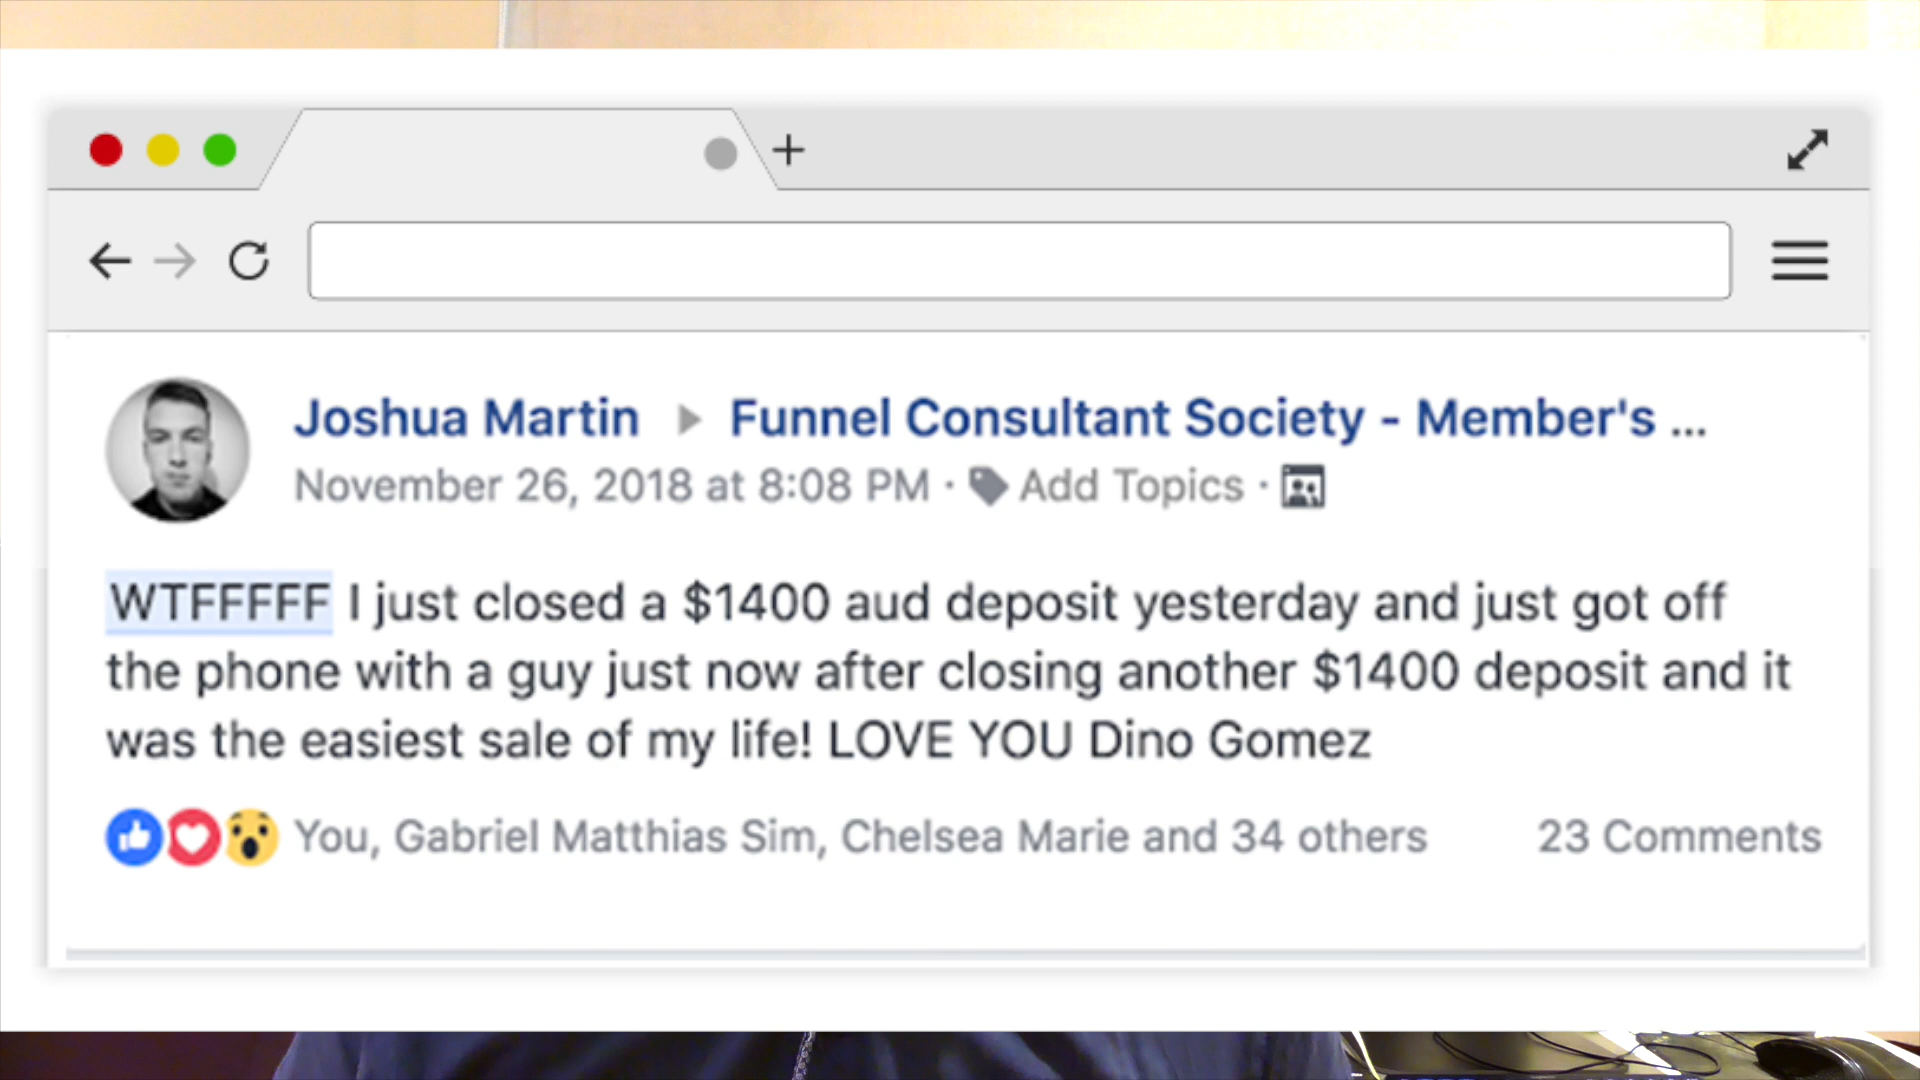 Joshua Martin ▸ Funnel Consultant Society - Member's ...
November 26, 2018 at 8:08 PM · Add Topics ·
WTFFFFF I just closed a $1400 aud deposit yesterday and just got off
the phone with a guy just now after closing another $1400 deposit and it
was the easiest sale of my life! LOVE YOU Dino Gomez
You, Gabriel Matthias Sim, Chelsea Marie and 34 others 23 Comments